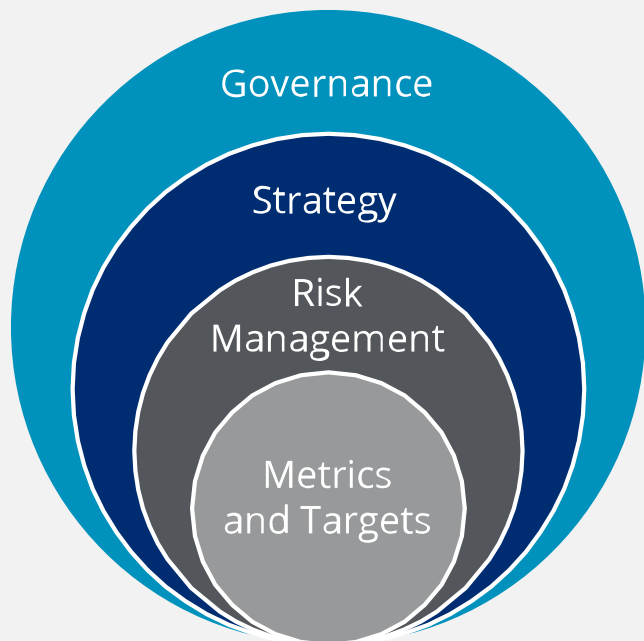 Governance
Strategy
Risk
Management
Metrics
and Targets